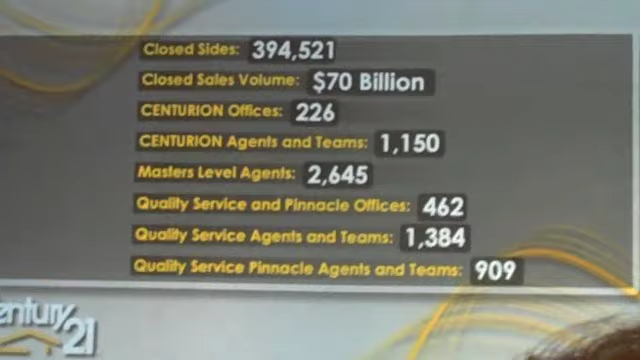 Closed Sides: 394,521
Closed Sales Volume: $70 Billion
CENTURION Offices: 226
CENTURION Agents and Teams: 1,150
Masters Level Agents: 2,645
Quality Service and Pinnacle Offices: 462
Quality Service Agents and Teams: 1,384
Quality Service Pinnacle Agents and Teams: 909
entury 21